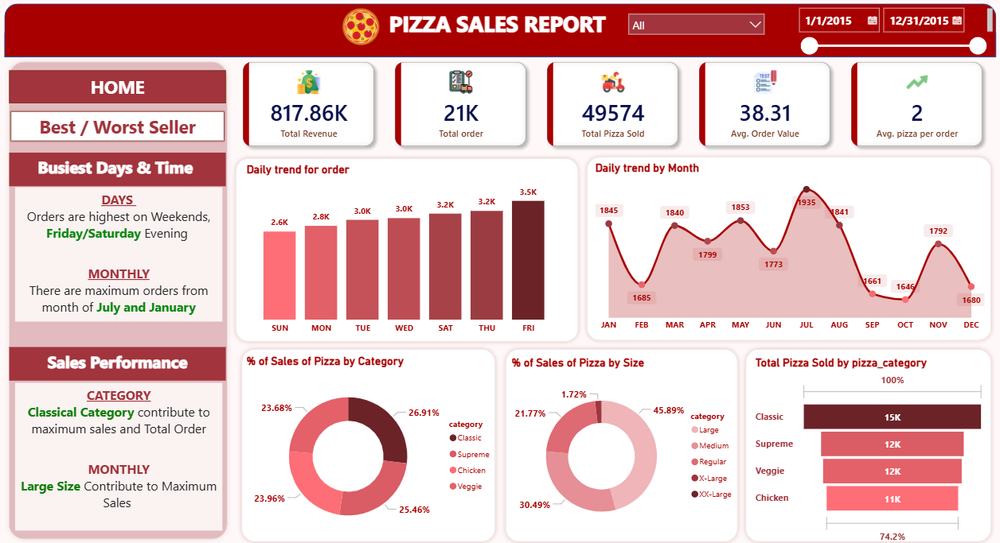 PIZZA SALES REPORT
All
1/1/2015
12/31/2015
HOME
Best / Worst Seller
Busiest Days & Time
DAYS
Orders are highest on Weekends,
Friday/Saturday Evening
MONTHLY
There are maximum orders from
month of July and January
Sales Performance
CATEGORY
Classical Category contribute to
maximum sales and Total Order
MONTHLY
Large Size Contribute to Maximum
Sales
817.86K
Total Revenue
21K
Total order
49574
Total Pizza Sold
TEST
38.31
Avg. Order Value
2
Avg. pizza per order
Daily trend for order
2.6K
2.8K
3.0K
3.0K
3.2K
3.2K
3.5K
SUN
MON
TUE
WED
SAT
THU
FRI
Daily trend by Month
1845
1685
1840
1799
1853
1773
1935
1841
1661
1646
1792
1680
JAN
FEB
MAR
APR
MAY
JUN
JUL
AUG
SEP
OCT
NOV
DEC
% of Sales of Pizza by Category
26.91%
25.46%
23.96%
23.68%
category
Classic
Supreme
Chicken
Veggie
% of Sales of Pizza by Size
45.89%
30.49%
21.77%
1.72%
category
Large
Medium
Regular
X-Large
XX-Large
Total Pizza Sold by pizza_category
100%
Classic
15K
Supreme
12K
Veggie
12K
Chicken
11K
74.2%